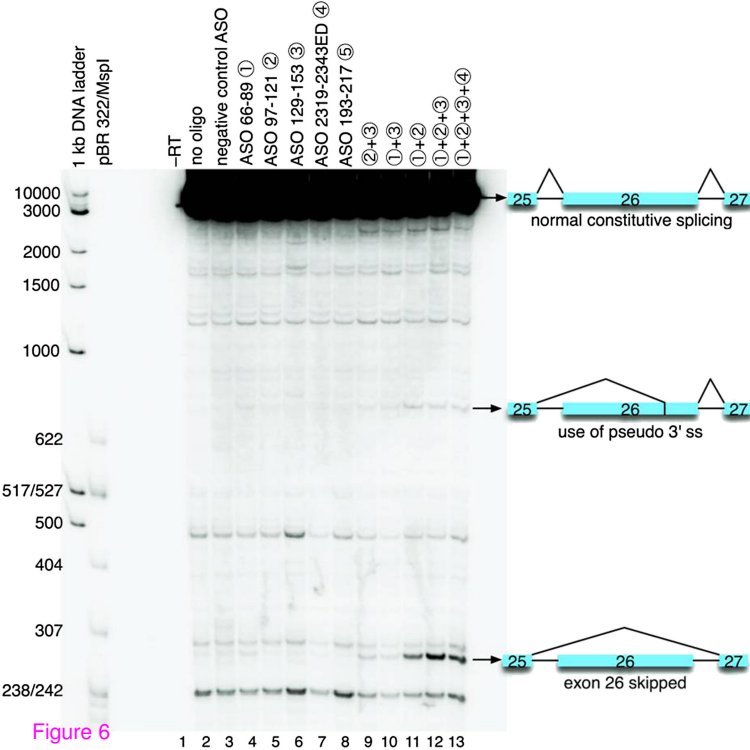 1 kb DNA ladder
pBR 322/MspI
–RT
no oligo
negative control ASO
ASO 66-89 ①
ASO 97-121 ②
ASO 129-153 ③
ASO 2319-2343ED ④
ASO 193-217 ⑤
②+③
①+③
①+②
①+②+③
①+②+③+④
10000
3000
2000
1500
1000
622
517/527
500
404
307
238/242
25 26 27
normal constitutive splicing
25 26 27
use of pseudo 3' ss
25 26 27
exon 26 skipped
Figure 6
1 2 3 4 5 6 7 8 9 10 11 12 13